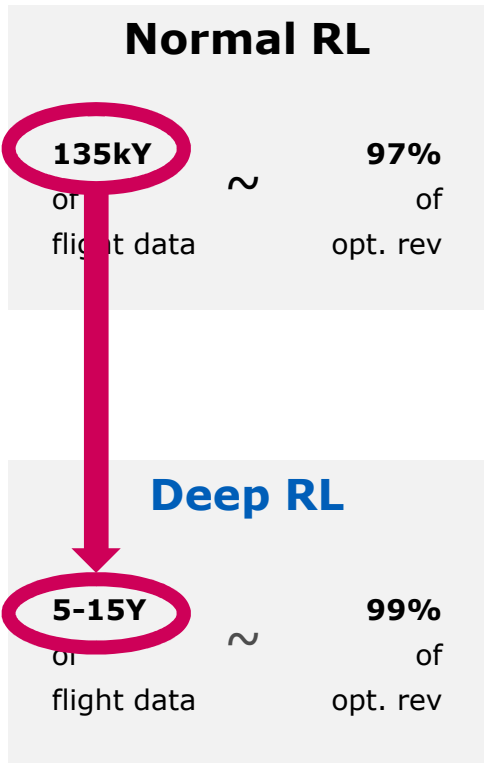 Normal RL
135kY ~ 97%
of of
flight data opt. rev
Deep RL
5-15Y ~ 99%
of of
flight data opt. rev